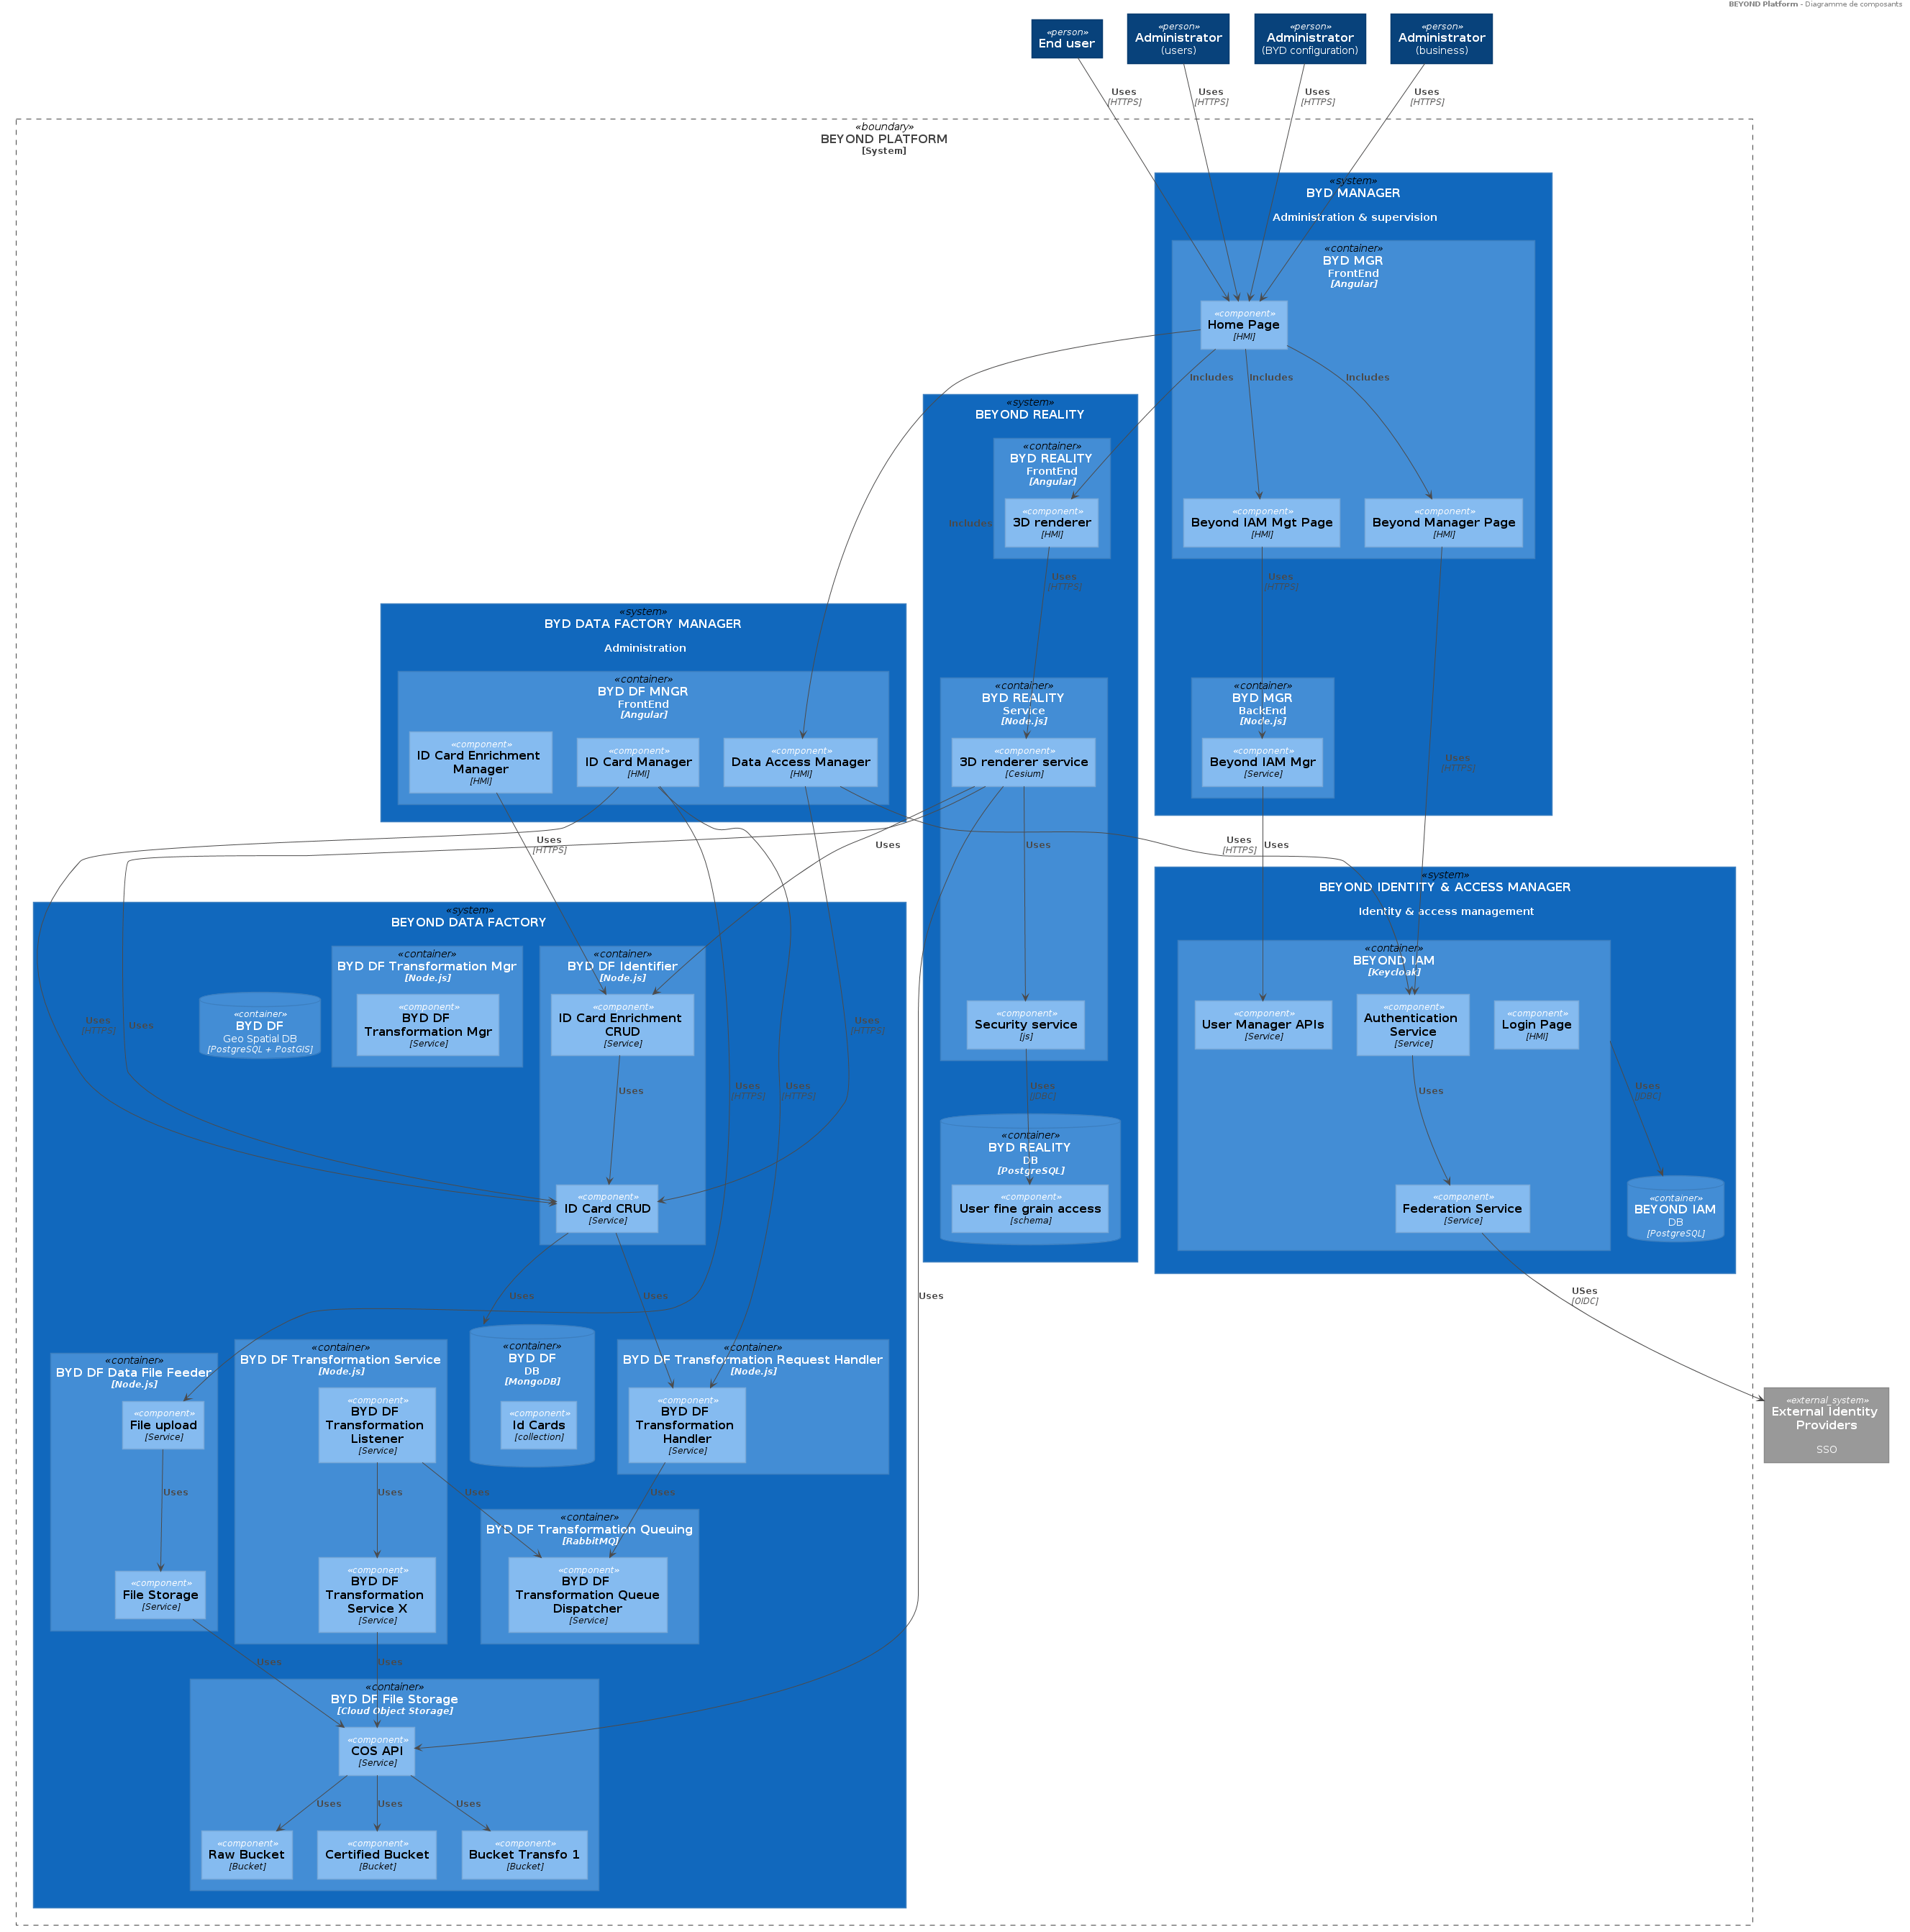 BEYOND Platform - Diagramme de composants
«person»
End user
«person»
Administrator
(users)
«person»
Administrator
(BYD configuration)
«person»
Administrator
(business)
Uses
[HTTPS]
Uses
[HTTPS]
Uses
[HTTPS]
Uses
[HTTPS]
«boundary»
BEYOND PLATFORM
[System]
«system»
BYD MANAGER
Administration & supervision
«container»
BYD MGR
FrontEnd
[Angular]
«component»
Home Page
[HMI]
Includes
Includes
Includes
«system»
BEYOND REALITY
«container»
BYD REALITY
FrontEnd
[Angular]
«component»
3D renderer
[HMI]
Includes
«component»
Beyond IAM Mgt Page
[HMI]
«component»
Beyond Manager Page
[HMI]
Uses
[HTTPS]
Uses
[HTTPS]
«system»
BYD DATA FACTORY MANAGER
Administration
«container»
BYD DF MNGR
FrontEnd
[Angular]
«component»
ID Card Enrichment
Manager
[HMI]
«component»
ID Card Manager
[HMI]
«component»
Data Access Manager
[HMI]
«container»
BYD REALITY
Service
[Node.js]
«component»
3D renderer service
[Cesium]
«container»
BYD MGR
BackEnd
[Node.js]
«component»
Beyond IAM Mgr
[Service]
Uses
[HTTPS]
Uses
[HTTPS]
Uses
Uses
Uses
[HTTPS]
Uses
«system»
BEYOND IDENTITY & ACCESS MANAGER
Identity & access management
«container»
BEYOND IAM
[Keycloak]
«component»
User Manager APIs
[Service]
«component»
Authentication
Service
[Service]
«component»
Login Page
[HMI]
Uses
Uses
[JDBC]
«component»
Federation Service
[Service]
«container»
BEYOND IAM
DB
[PostgreSQL]
USes
[OIDC]
«external_system»
External Identity
Providers
SSO
«component»
Security service
[js]
Uses
[JDBC]
«container»
BYD REALITY
DB
[PostgreSQL]
«component»
User fine grain access
[schema]
«system»
BEYOND DATA FACTORY
«container»
BYD DF
Geo Spatial DB
[PostgreSQL + PostGIS]
«container»
BYD DF Transformation Mgr
[Node.js]
«component»
BYD DF
Transformation Mgr
[Service]
«container»
BYD DF Identifier
[Node.js]
«component»
ID Card Enrichment
CRUD
[Service]
Uses
[HTTPS]
Uses
Uses
[HTTPS]
Uses
Uses
[HTTPS]
Uses
[HTTPS]
«component»
ID Card CRUD
[Service]
Uses
Uses
Uses
«container»
BYD DF Data File Feeder
[Node.js]
«component»
File upload
[Service]
Uses
«component»
File Storage
[Service]
«container»
BYD DF Transformation Service
[Node.js]
«component»
BYD DF
Transformation
Listener
[Service]
Uses
Uses
«component»
BYD DF
Transformation
Service X
[Service]
«container»
BYD DF
DB
[MongoDB]
«component»
Id Cards
[collection]
«container»
BYD DF Transformation Request Handler
[Node.js]
«component»
BYD DF
Transformation
Handler
[Service]
Uses
«container»
BYD DF Transformation Queuing
[RabbitMQ]
«component»
BYD DF
Transformation Queue
Dispatcher
[Service]
Uses
Uses
«container»
BYD DF File Storage
[Cloud Object Storage]
«component»
COS API
[Service]
Uses
Uses
Uses
«component»
Raw Bucket
[Bucket]
«component»
Certified Bucket
[Bucket]
«component»
Bucket Transfo 1
[Bucket]